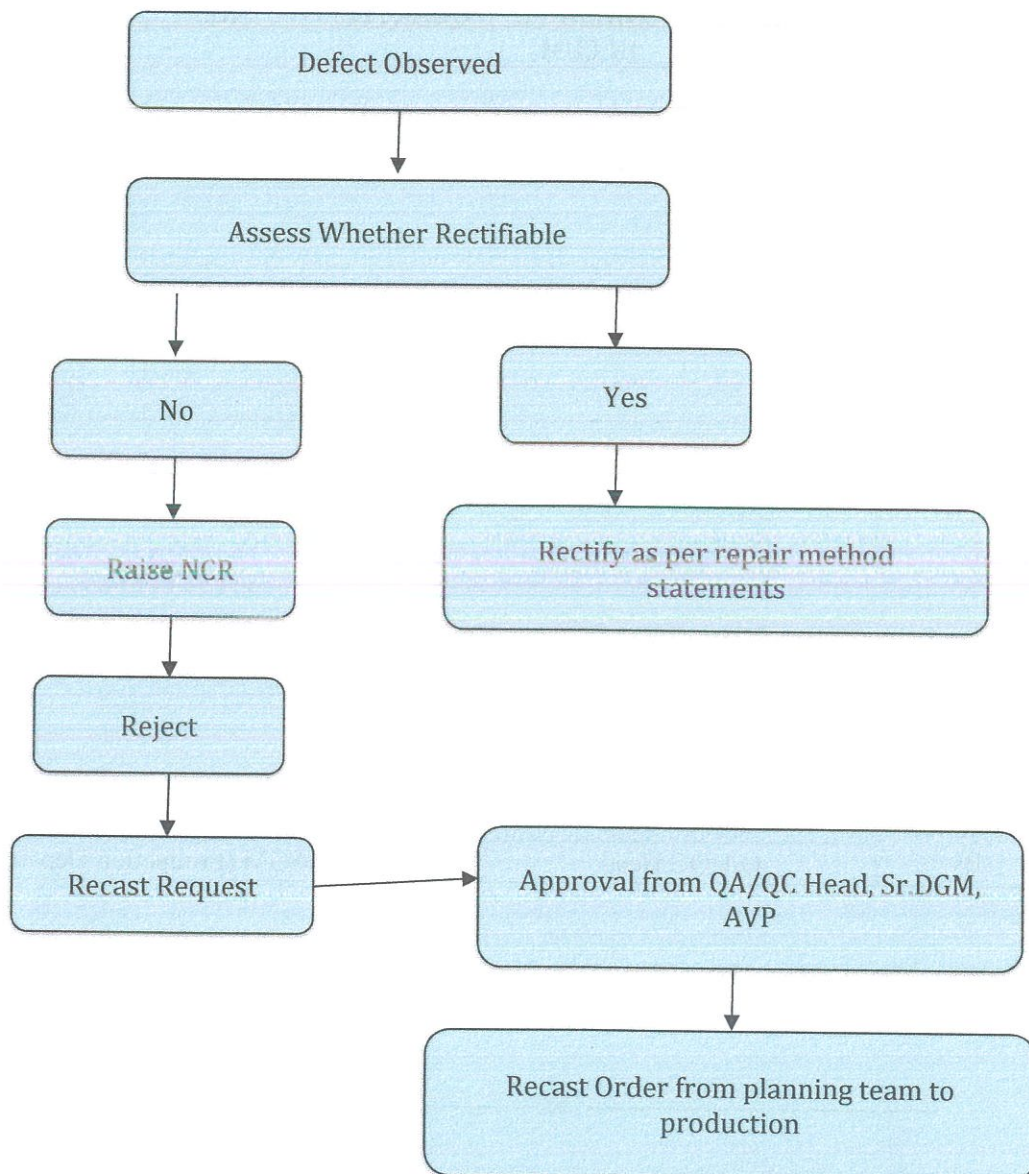 Defect Observed
Assess Whether Rectifiable
No
Yes
Raise NCR
Rectify as per repair method
statements
Reject
Recast Request
Approval from QA/QC Head, Sr.DGM,
AVP
Recast Order from planning team to
production